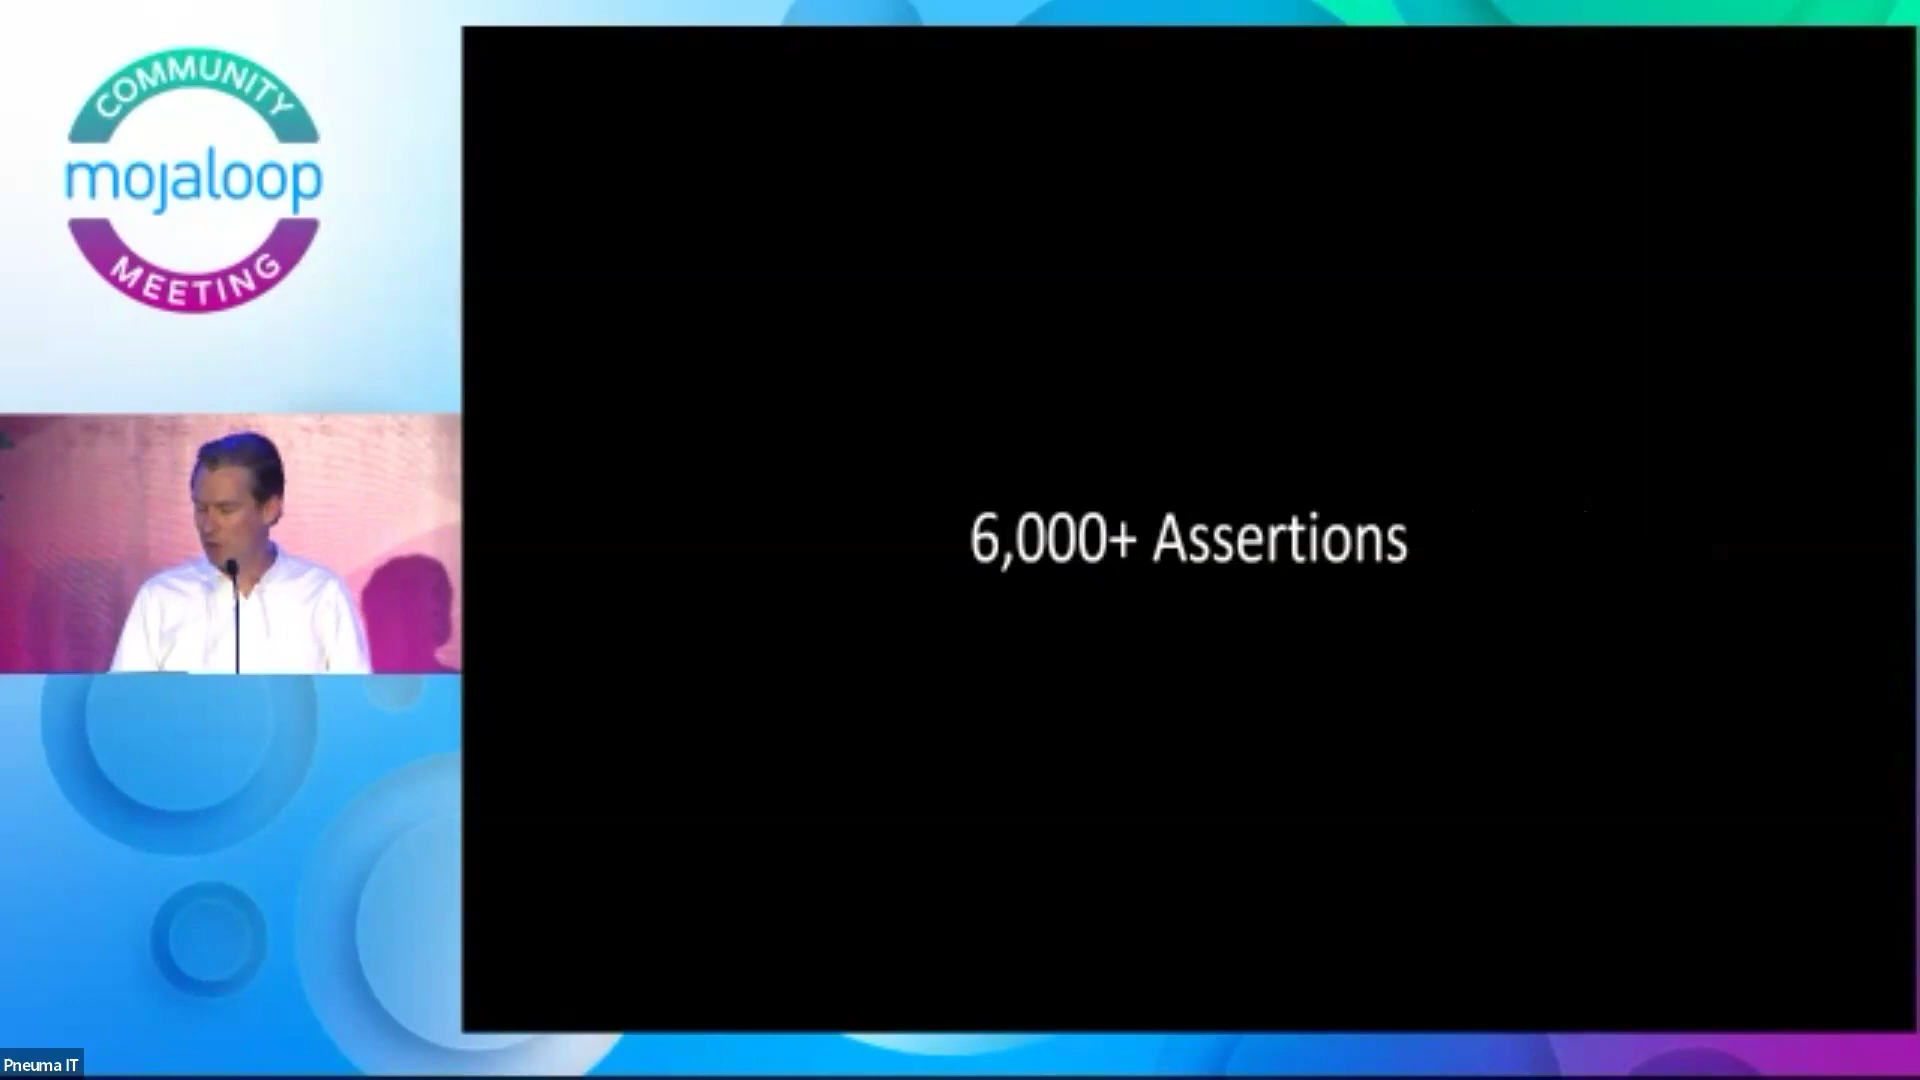 COMMUNITY
mojaloop
MEETING
6,000+ Assertions
Pneuma IT